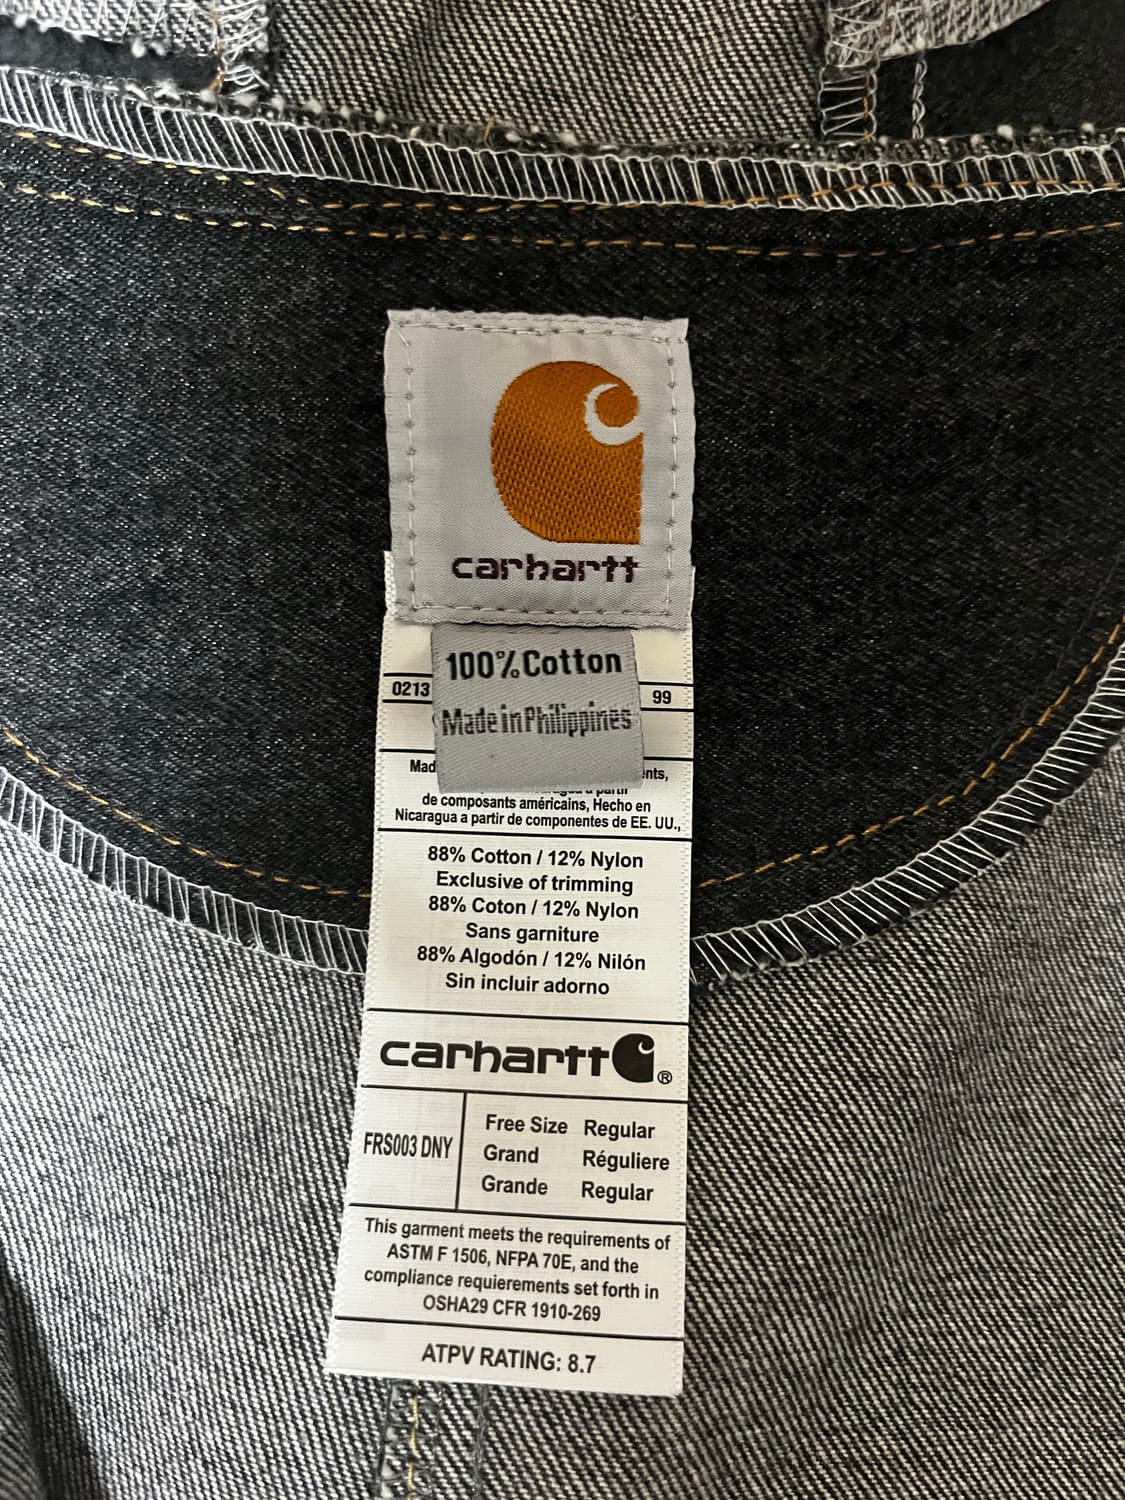 carhartt
100% Cotton
0213
99
Made in Philippines
Mad
nts,
de composants américains, Hecho en
Nicaragua a partir de componentes de EE. UU.,
88% Cotton / 12% Nylon
Exclusive of trimming
88% Coton / 12% Nylon
Sans garniture
88% Algodón / 12% Nilón
Sin incluir adorno
carhartt ®
FRS003 DNY
Free Size Regular
Grand Réguliere
Grande Regular
This garment meets the requirements of
ASTM F 1506, NFPA 70E, and the
compliance requierements set forth in
OSHA29 CFR 1910-269
ATPV RATING: 8.7